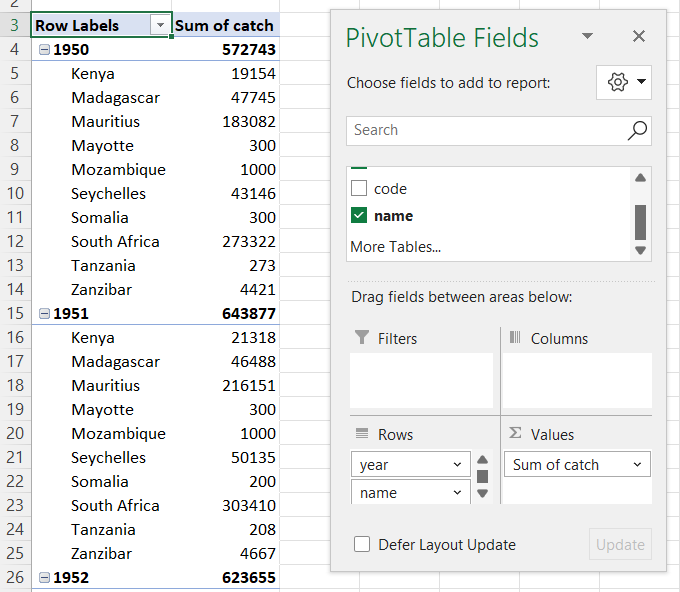 2
3 Row Labels Sum of catch
4 1950 572743
5 Kenya 19154
6 Madagascar 47745
7 Mauritius 183082
8 Mayotte 300
9 Mozambique 1000
10 Seychelles 43146
11 Somalia 300
12 South Africa 273322
13 Tanzania 273
14 Zanzibar 4421
15 1951 643877
16 Kenya 21318
17 Madagascar 46488
18 Mauritius 216151
19 Mayotte 300
20 Mozambique 1000
21 Seychelles 50135
22 Somalia 200
23 South Africa 303410
24 Tanzania 208
25 Zanzibar 4667
26 1952 623655
PivotTable Fields
Choose fields to add to report:
Search
code
name
More Tables...
Drag fields between areas below:
Filters Columns
Rows Values
year Sum of catch
name
Defer Layout Update Update